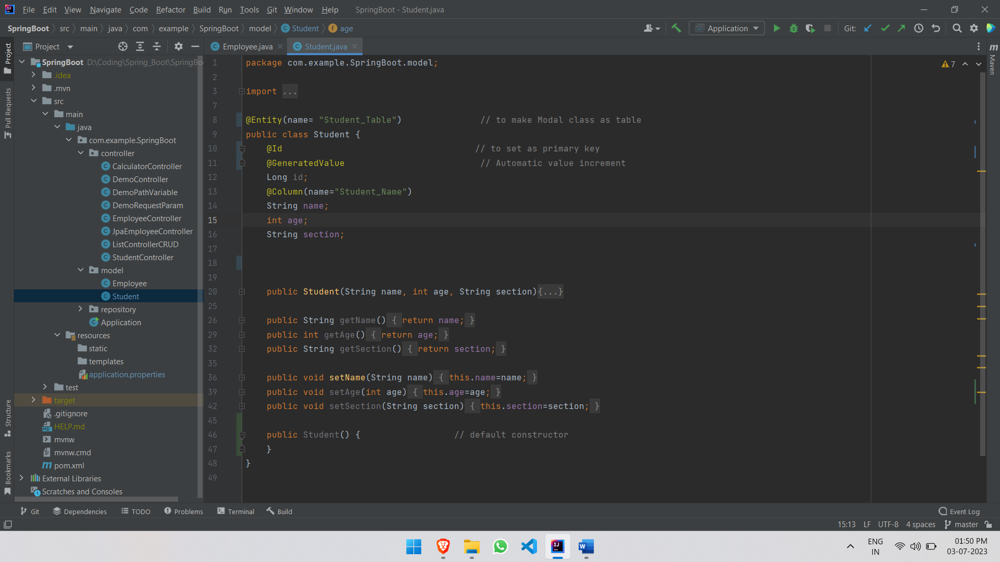 File Edit View Navigate Code Refactor Build Run Tools Git Window Help SpringBoot - Student.java
SpringBoot src main java com example SpringBoot model Student age Application Git:
Project
Employee.java Student.java
7
Project
Pull Requests
Structure
Bookmarks
Maven
SpringBoot D:\Coding\Spring_Boot\SpringBo
.idea
.mvn
src
main
java
com.example.SpringBoot
controller
CalculatorController
DemoController
DemoPathVariable
DemoRequestParam
EmployeeController
JpaEmployeeController
ListControllerCRUD
StudentController
model
Employee
Student
repository
Application
resources
static
templates
application.properties
test
target
.gitignore
HELP.md
mvnw
mvnw.cmd
pom.xml
External Libraries
Scratches and Consoles
1 package com.example.SpringBoot.model;
2
3 import ...
7
8 @Entity(name= "Student_Table") // to make Modal class as table
9 public class Student {
10 @Id // to set as primary key
11 @GeneratedValue // Automatic value increment
12 Long id;
13 @Column(name="Student_Name")
14 String name;
15 int age;
16 String section;
17
18
19
20 public Student(String name, int age, String section){...}
25
26 public String getName() { return name; }
29 public int getAge() { return age; }
32 public String getSection() { return section; }
35
36 public void setName(String name) { this.name=name; }
39 public void setAge(int age) { this.age=age; }
42 public void setSection(String section) { this.section=section; }
45
46 public Student() { // default constructor
47 }
48 }
49
Git Dependencies TODO Problems Terminal Build Event Log
15:13 LF UTF-8 4 spaces master
ENG
IN
01:50 PM
03-07-2023